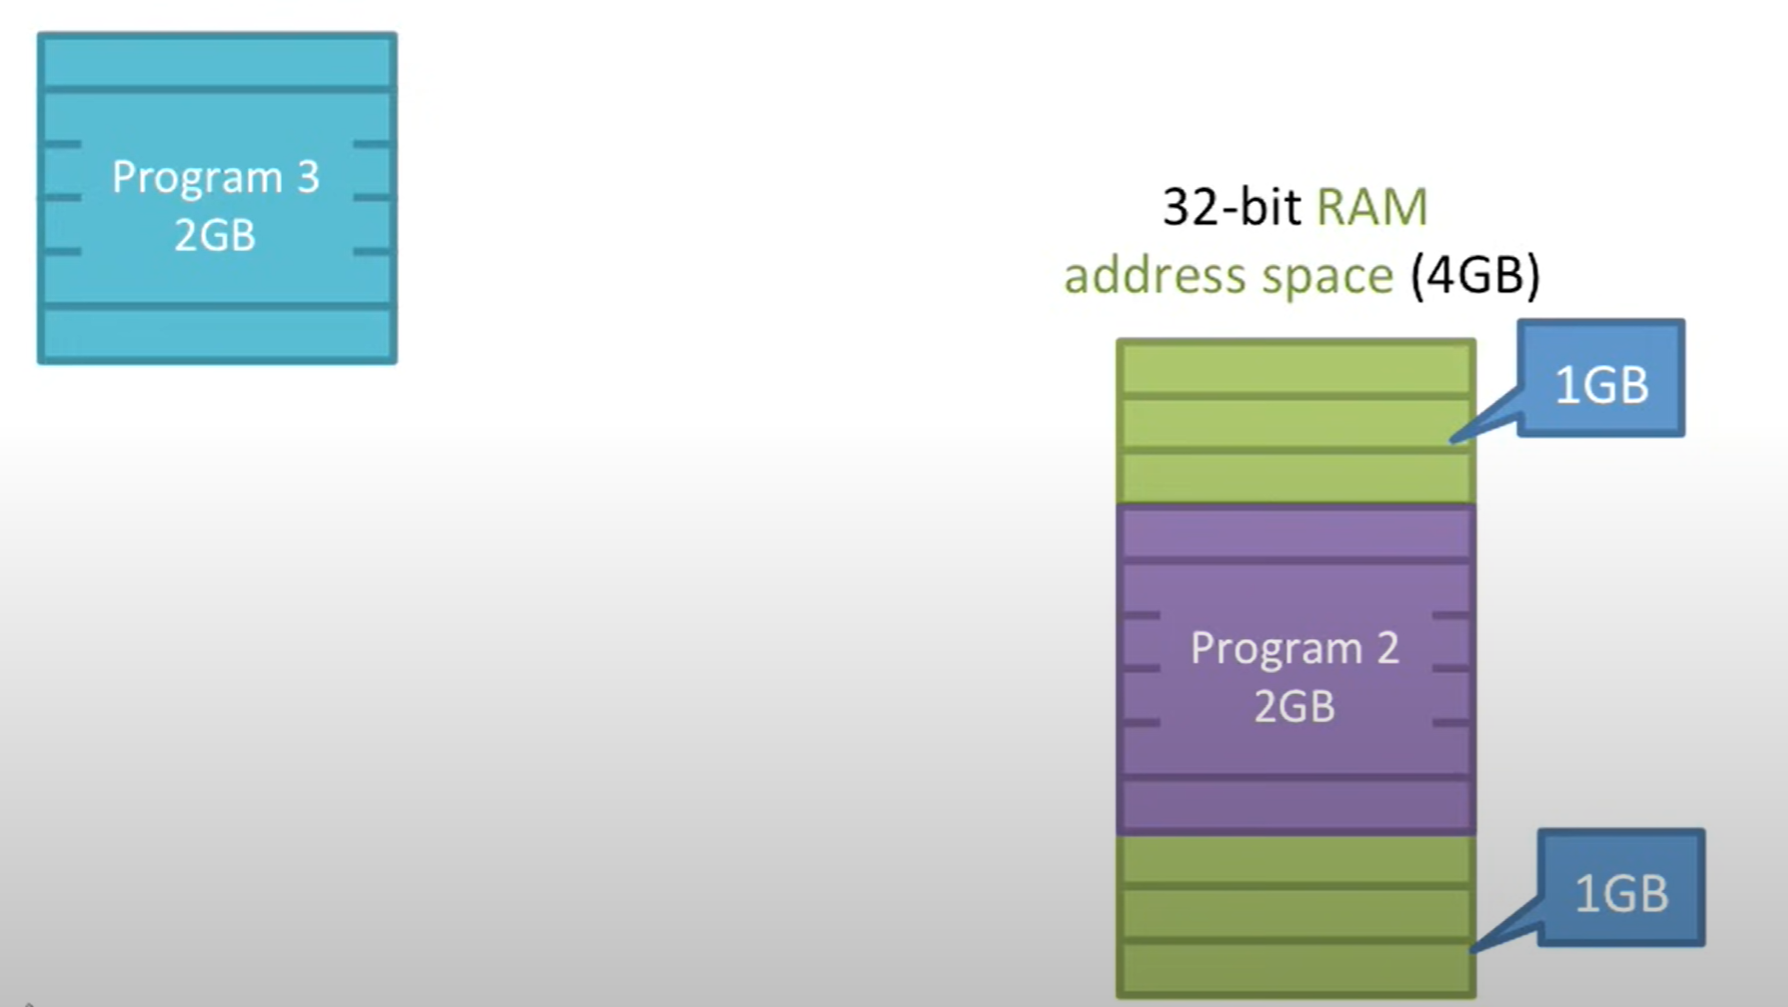 Program 3
2GB
32-bit RAM
address space (4GB)
1GB
Program 2
2GB
1GB